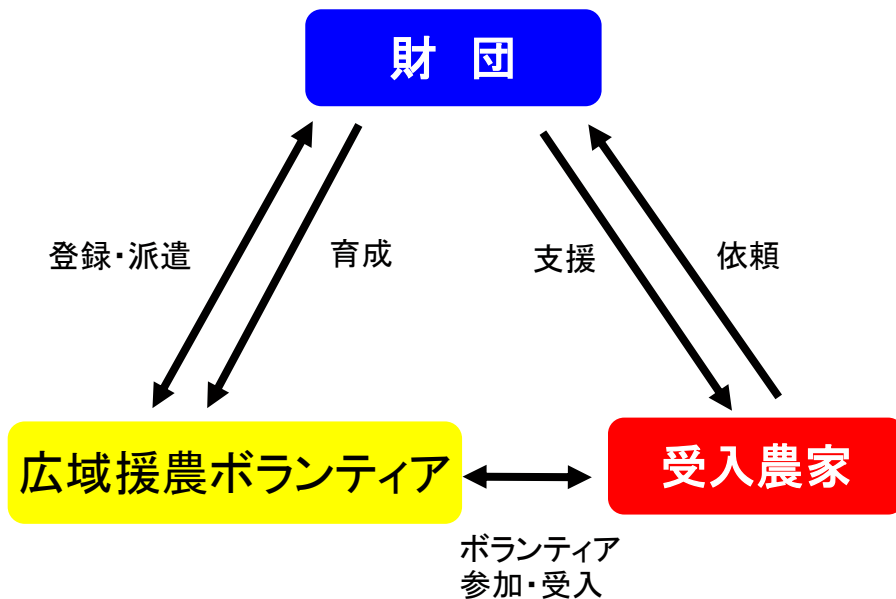 財　団
登録・派遣
育成
支援
依頼
広域援農ボランティア
受入農家
ボランティア
参加・受入